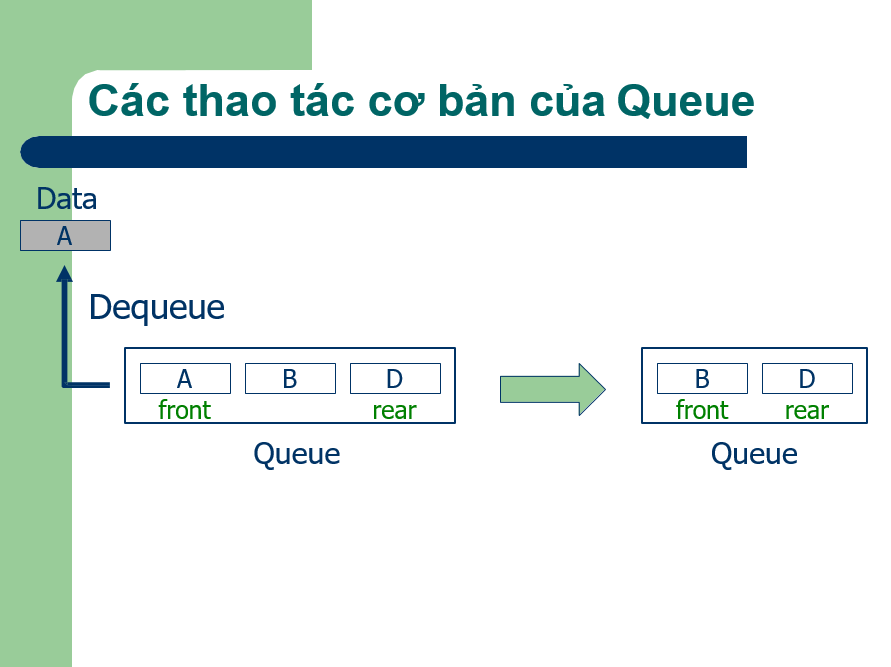 Các thao tác cơ bản của Queue
Data
A
Dequeue
A B D
front rear
Queue
B D
front rear
Queue